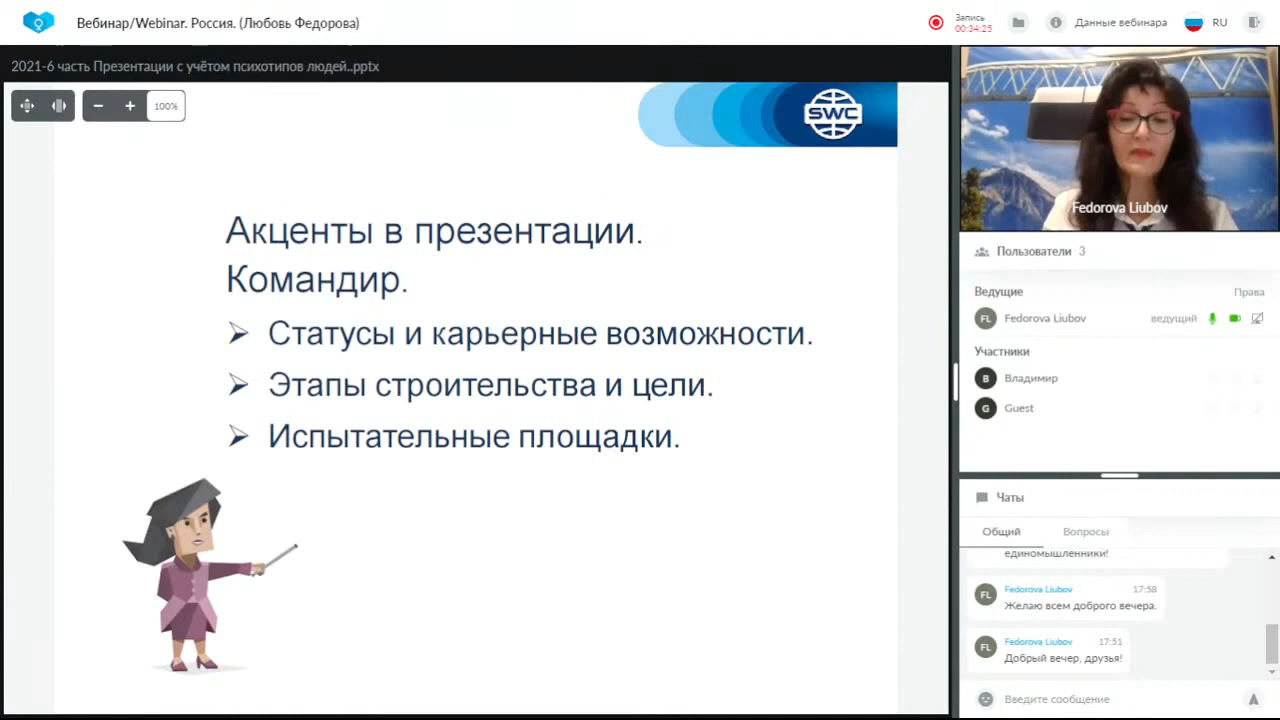 Вебинар/Webinar. Россия. (Любовь Федорова)
Запись
00:34:25
Данные вебинара
RU
2021-6 часть Презентации с учётом психотипов людей..pptx
100%
SWC
Акценты в презентации.
Командир.
Статусы и карьерные возможности.
Этапы строительства и цели.
Испытательные площадки.
Fedorova Liubov
Пользователи 3
Ведущие
Права
FL Fedorova Liubov ведущий
Участники
В Владимир
G Guest
Чаты
Общий Вопросы
единомышленники!
FL Fedorova Liubov 17:58
Желаю всем доброго вечера.
FL Fedorova Liubov 17:51
Добрый вечер, друзья!
Введите сообщение